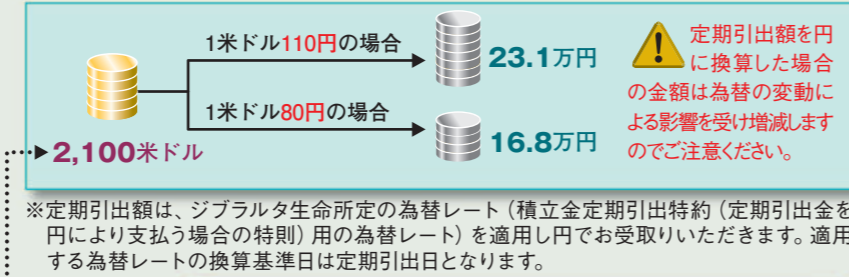 1米ドル110円の場合
23.1万円
1米ドル80円の場合
16.8万円
2,100米ドル
定期引出額を円
に換算した場合
の金額は為替の変動に
よる影響を受け増減します
のでご注意ください。
※定期引出額は、ジブラルタ生命所定の為替レート（積立金定期引出特約（定期引出金を
円により支払う場合の特則）用の為替レート）を適用し円でお受取りいただきます。適用
する為替レートの換算基準日は定期引出日となります。